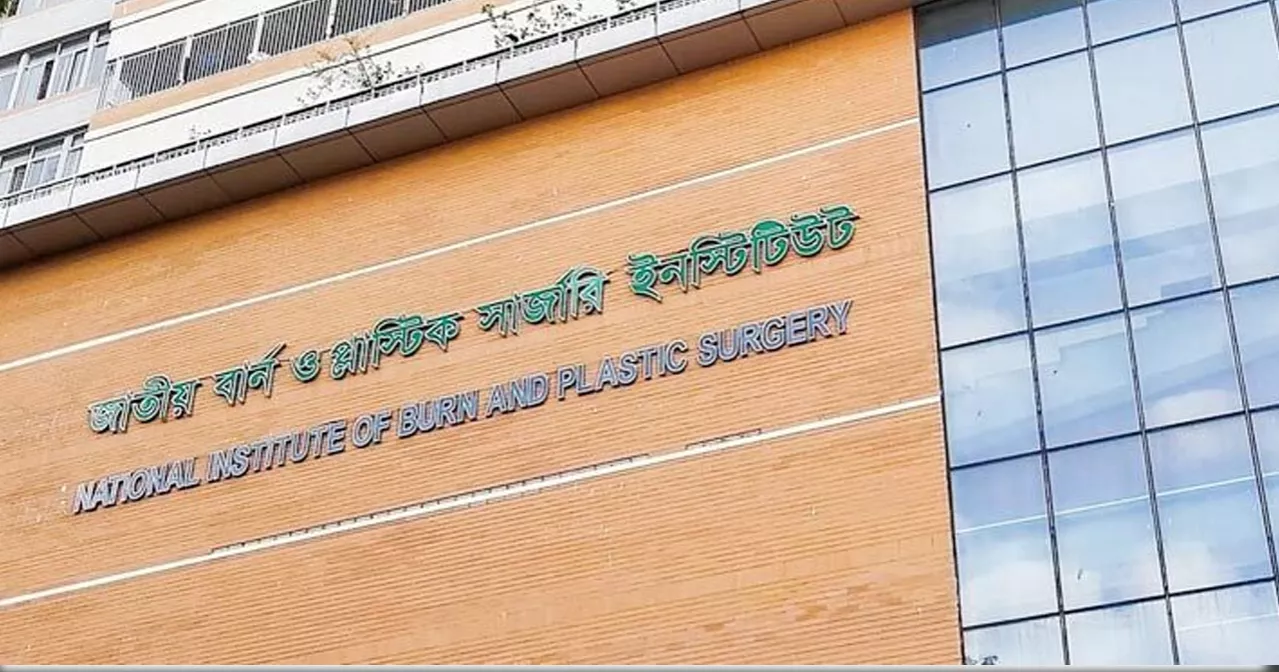 জাতীয় বার্ন ও প্লাস্টিক সার্জারি ইনস্টিটিউট
NATIONAL INSTITUTE OF BURN AND PLASTIC SURGERY